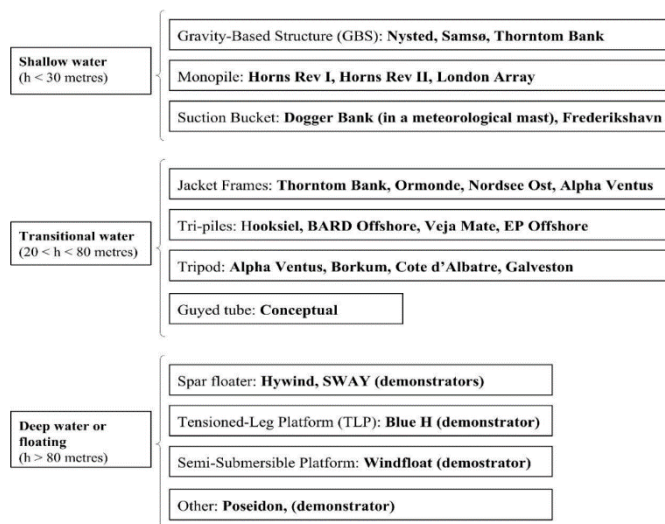 Gravity-Based Structure (GBS): Nysted, Samsø, Thorntom Bank
Shallow water
(h < 30 metres)
Monopile: Horns Rev I, Horns Rev II, London Array
Suction Bucket: Dogger Bank (in a meteorological mast), Frederikshavn
Jacket Frames: Thorntom Bank, Ormonde, Nordsee Ost, Alpha Ventus
Tri-piles: Hooksiel, BARD Offshore, Veja Mate, EP Offshore
Transitional water
(20 < h < 80 metres)
Tripod: Alpha Ventus, Borkum, Cote d’Albatre, Galveston
Guyed tube: Conceptual
Spar floater: Hywind, SWAY (demonstrators)
Tensioned-Leg Platform (TLP): Blue H (demonstrator)
Deep water or
floating
(h > 80 metres)
Semi-Submersible Platform: Windfloat (demostrator)
Other: Poseidon, (demonstrator)